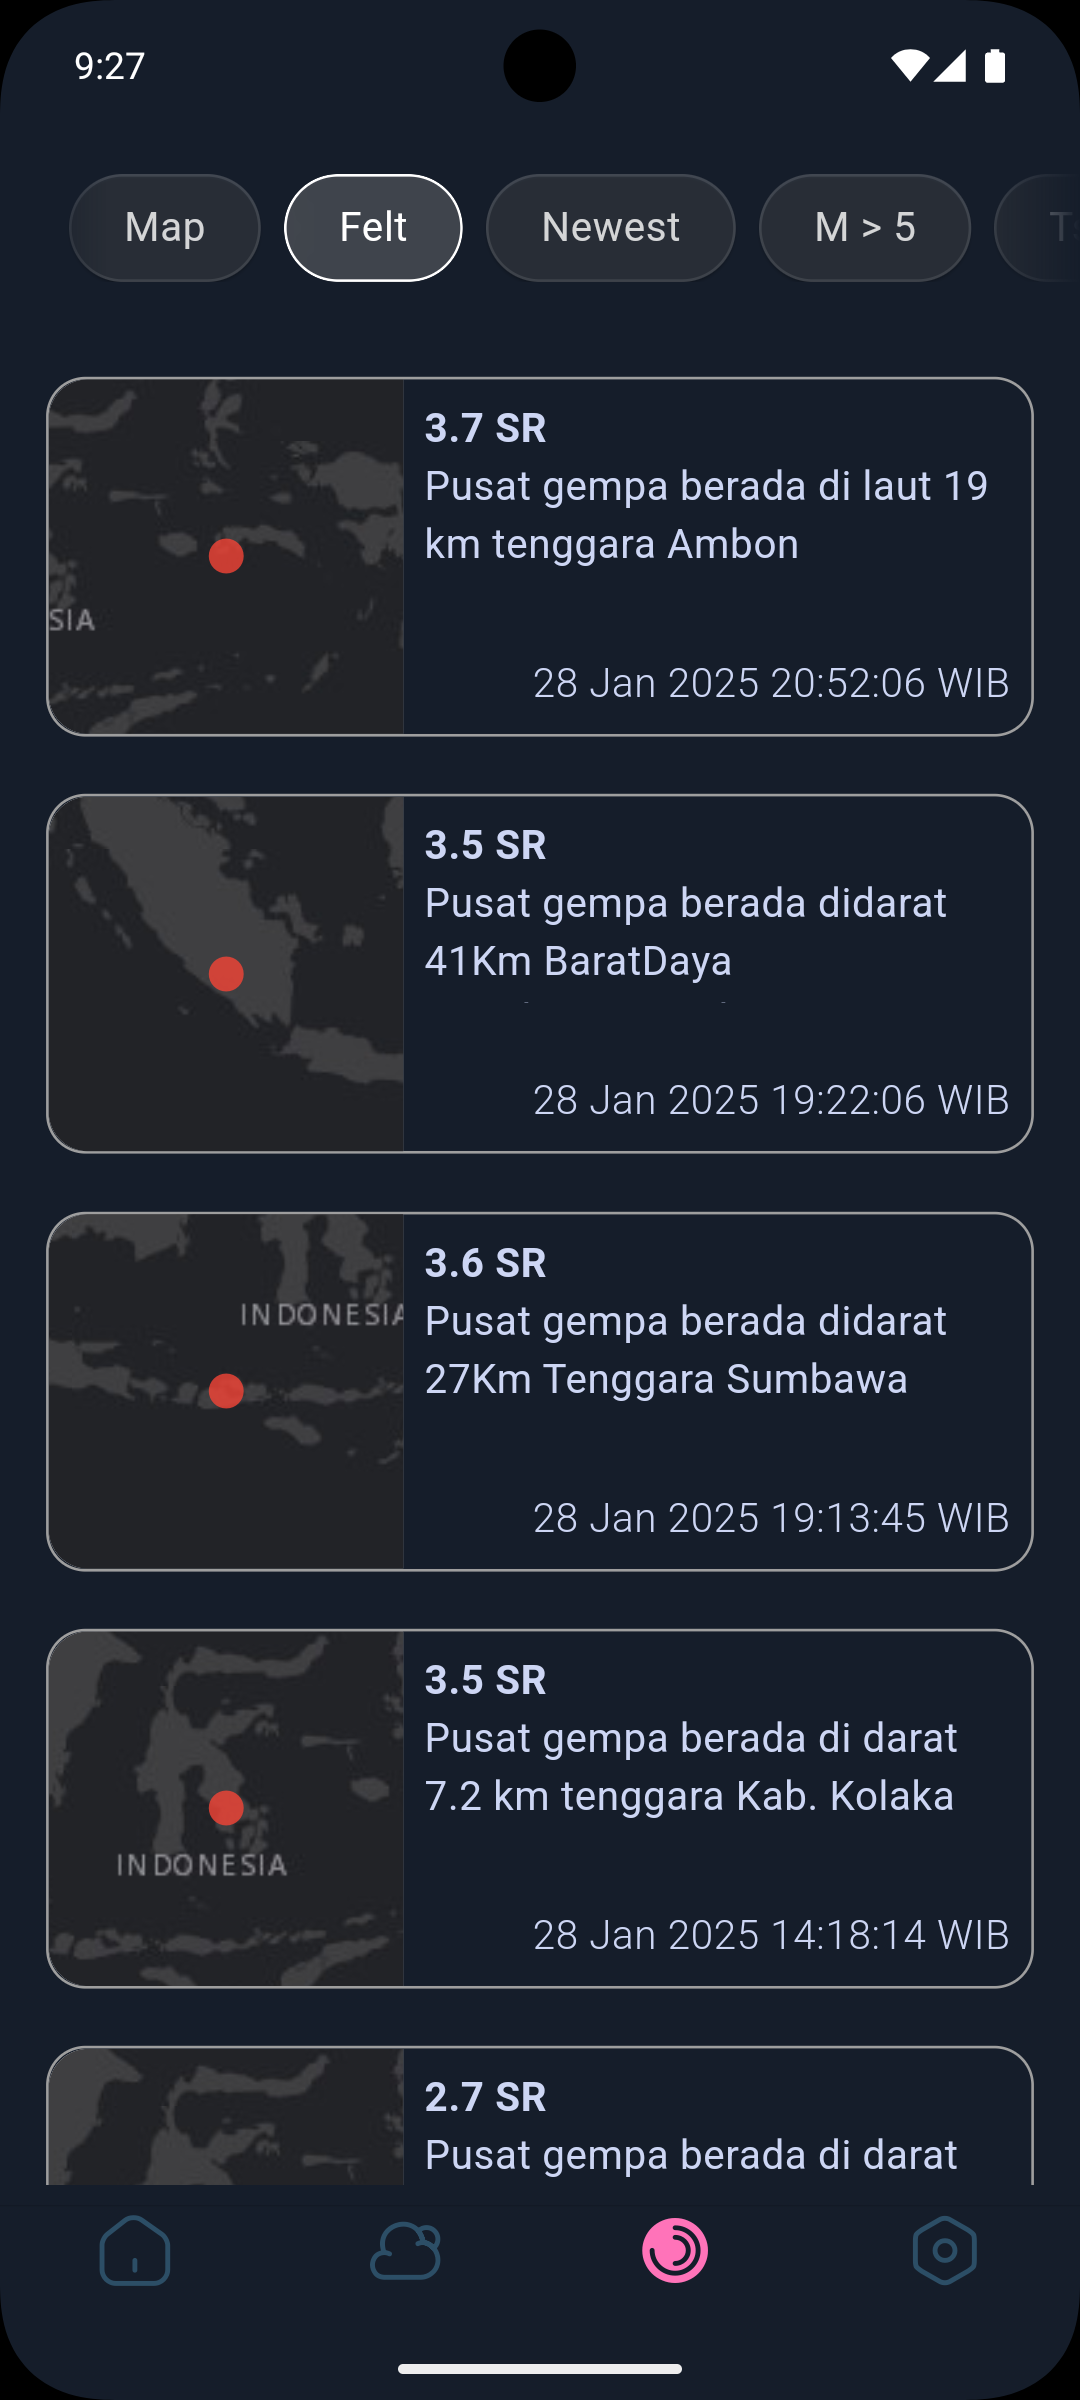 9:27
Map
Felt
Newest
M > 5
3.7 SR
Pusat gempa berada di laut 19
km tenggara Ambon
SIA
28 Jan 2025 20:52:06 WIB
3.5 SR
Pusat gempa berada didarat
41Km BaratDaya
28 Jan 2025 19:22:06 WIB
3.6 SR
INDONESIA
Pusat gempa berada didarat
27Km Tenggara Sumbawa
28 Jan 2025 19:13:45 WIB
3.5 SR
Pusat gempa berada di darat
7.2 km tenggara Kab. Kolaka
INDONESIA
28 Jan 2025 14:18:14 WIB
2.7 SR
Pusat gempa berada di darat